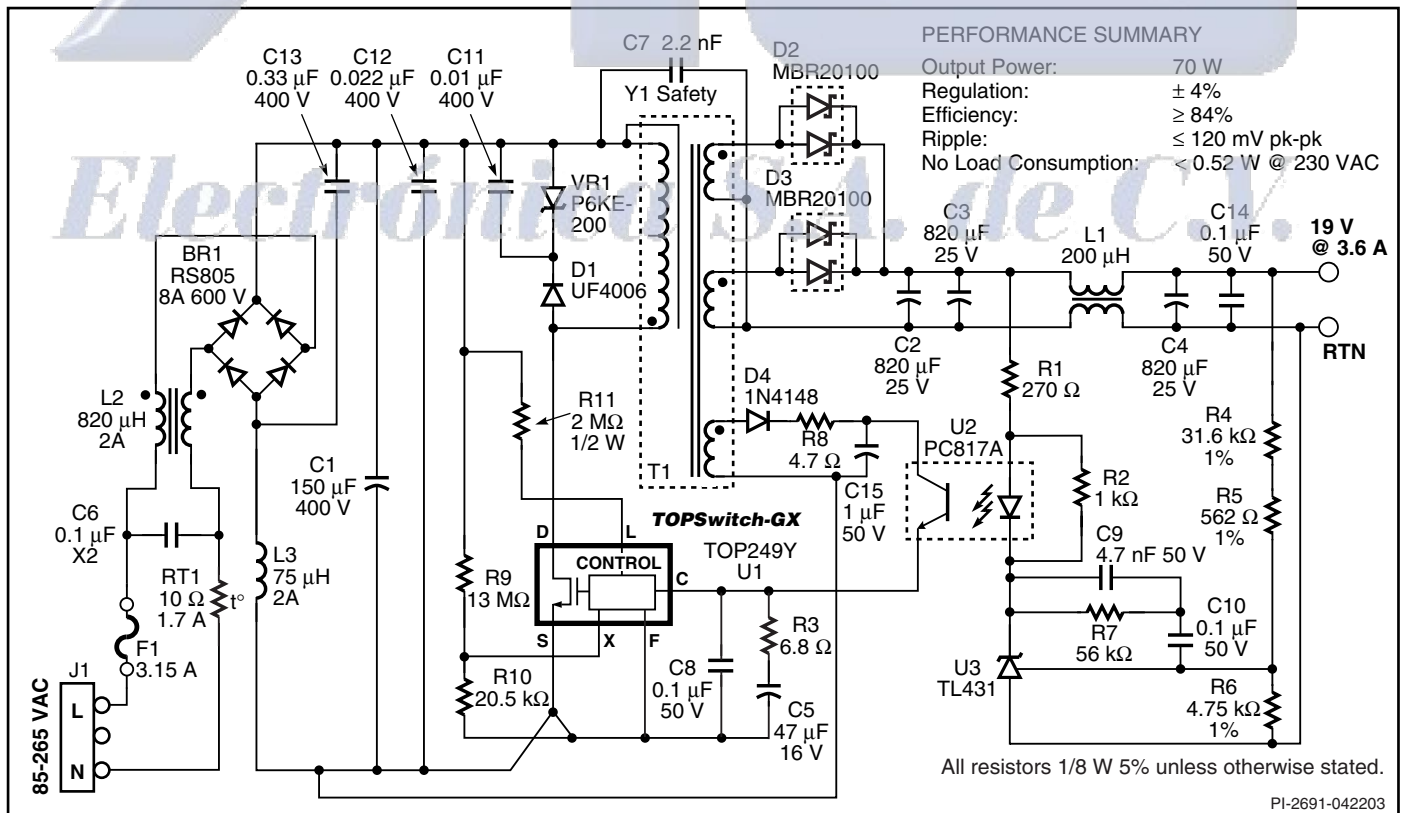 PERFORMANCE SUMMARY
Output Power: 70 W
Regulation: ± 4%
Efficiency: ≥ 84%
Ripple: ≤ 120 mV pk-pk
No Load Consumption: < 0.52 W @ 230 VAC
Electrónica S.A. de C.V.
C13
0.33 µF
400 V
C12
0.022 µF
400 V
C11
0.01 µF
400 V
C7 2.2 nF
Y1 Safety
D2
MBR20100
D3
MBR20100
VR1
P6KE-
200
D1
UF4006
BR1
RS805
8A 600 V
C3
820 µF
25 V
L1
200 µH
C14
0.1 µF
50 V
19 V
@ 3.6 A
RTN
C2
820 µF
25 V
C4
820 µF
25 V
R1
270 Ω
L2
820 µH
2A
R11
2 MΩ
1/2 W
D4
1N4148
R8
4.7 Ω
T1
C15
1 µF
50 V
U2
PC817A
R2
1 kΩ
R4
31.6 kΩ
1%
R5
562 Ω
1%
C1
150 µF
400 V
C6
0.1 µF
X2
RT1
10 Ω
1.7 A
t°
L3
75 µH
2A
F1
3.15 A
J1
L
N
85-265 VAC
R9
13 MΩ
R10
20.5 kΩ
TOPSwitch-GX
TOP249Y
U1
D
L
CONTROL
C
S
X
F
C8
0.1 µF
50 V
R3
6.8 Ω
C5
47 µF
16 V
C9
4.7 nF 50 V
R7
56 kΩ
C10
0.1 µF
50 V
U3
TL431
R6
4.75 kΩ
1%
All resistors 1/8 W 5% unless otherwise stated.
PI-2691-042203